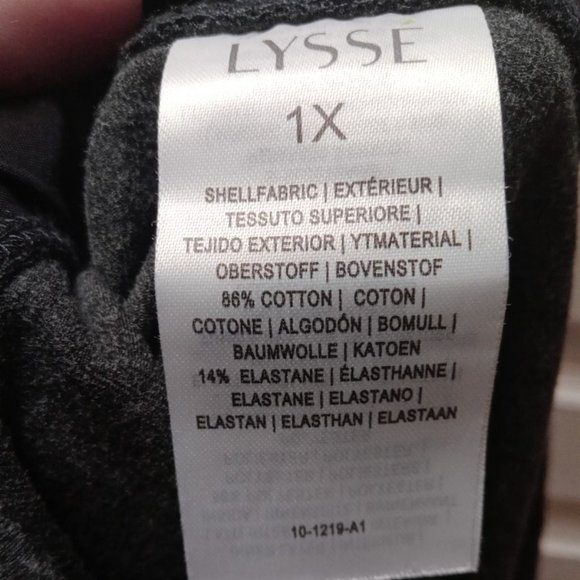 LYSSÉ
1X
SHELLFABRIC | EXTÉRIEUR |
TESSUTO SUPERIORE |
TEJIDO EXTERIOR | YTMATERIAL |
OBERSTOFF | BOVENSTOF
86% COTTON | COTON |
COTONE | ALGODÓN | BOMULL |
BAUMWOLLE | KATOEN
14% ELASTANE | ÉLASTHANNE |
ELASTANE | ELASTANO |
ELASTAN | ELASTHAN | ELASTAAN
10-1219-A1